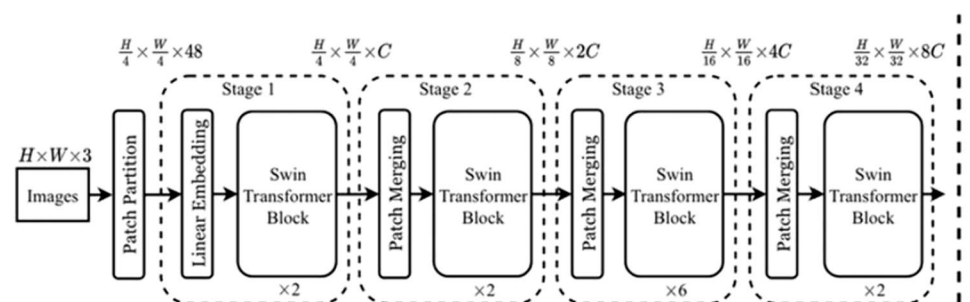 H/4 × W/4 × 48
H/4 × W/4 × C
H/8 × W/8 × 2C
H/16 × W/16 × 4C
H/32 × W/32 × 8C
Stage 1
Stage 2
Stage 3
Stage 4
H×W×3
Images
Patch Partition
Linear Embedding
Swin
Transformer
Block
×2
Patch Merging
Swin
Transformer
Block
×2
Patch Merging
Swin
Transformer
Block
×6
Patch Merging
Swin
Transformer
Block
×2